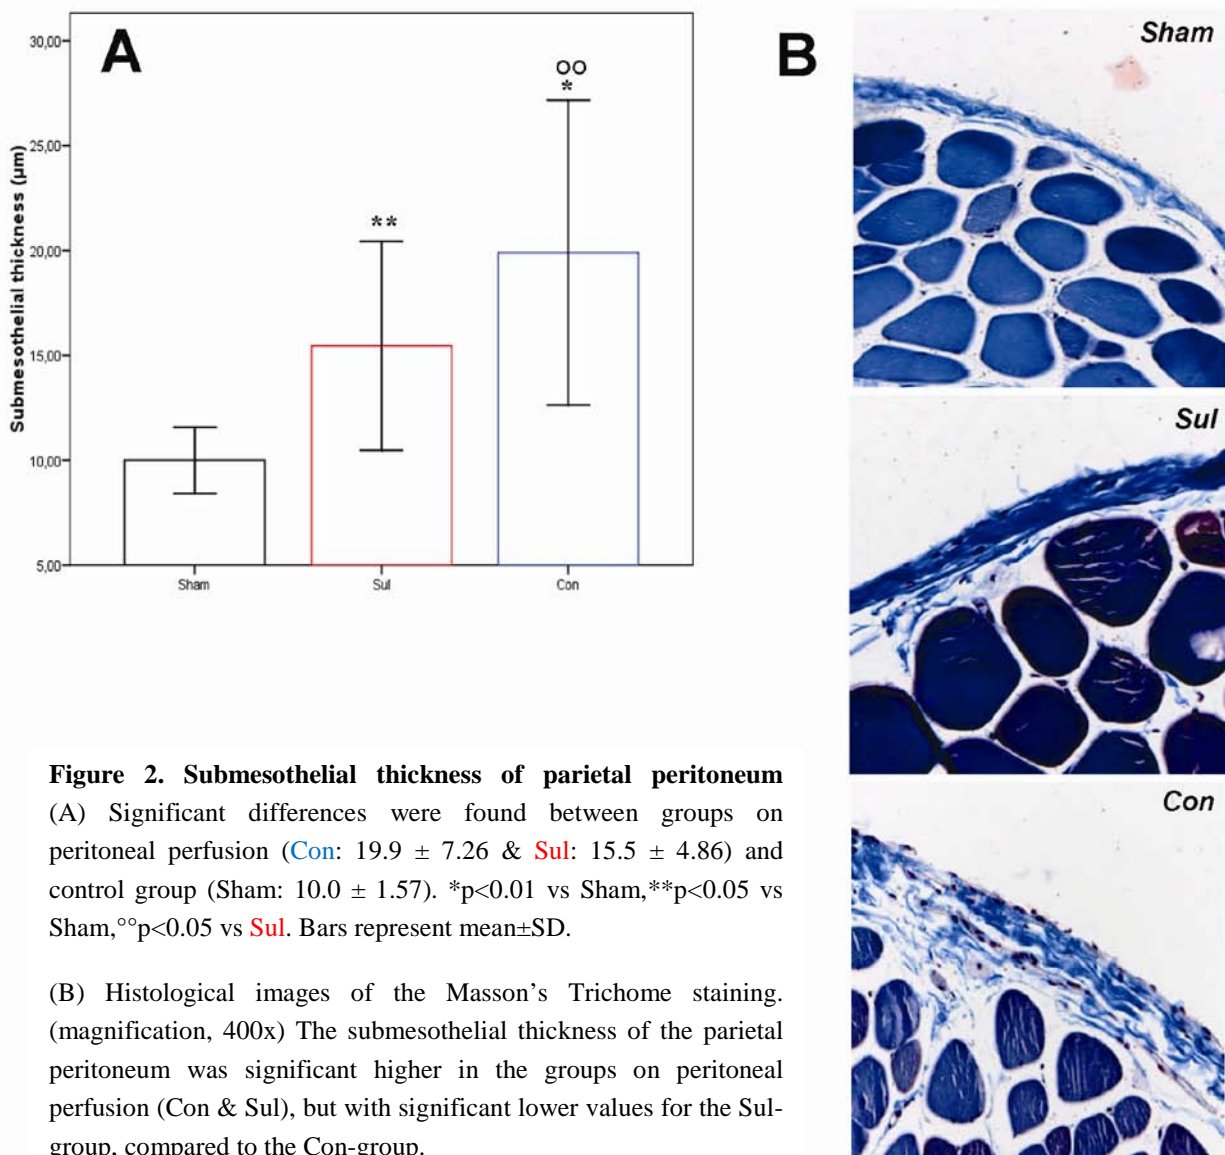 A
30,00
25,00
20,00
15,00
10,00
5,00
Submesothelial thickness (µm)
**
°°
*
Sham
Sul
Con
B
Sham
Sul
Con
Figure 2. Submesothelial thickness of parietal peritoneum
(A) Significant differences were found between groups on
peritoneal perfusion (Con: 19.9 ± 7.26 & Sul: 15.5 ± 4.86) and
control group (Sham: 10.0 ± 1.57). *p<0.01 vs Sham,**p<0.05 vs
Sham,°°p<0.05 vs Sul. Bars represent mean±SD.
(B) Histological images of the Masson’s Trichome staining.
(magnification, 400x) The submesothelial thickness of the parietal
peritoneum was significant higher in the groups on peritoneal
perfusion (Con & Sul), but with significant lower values for the Sul-
group, compared to the Con-group.